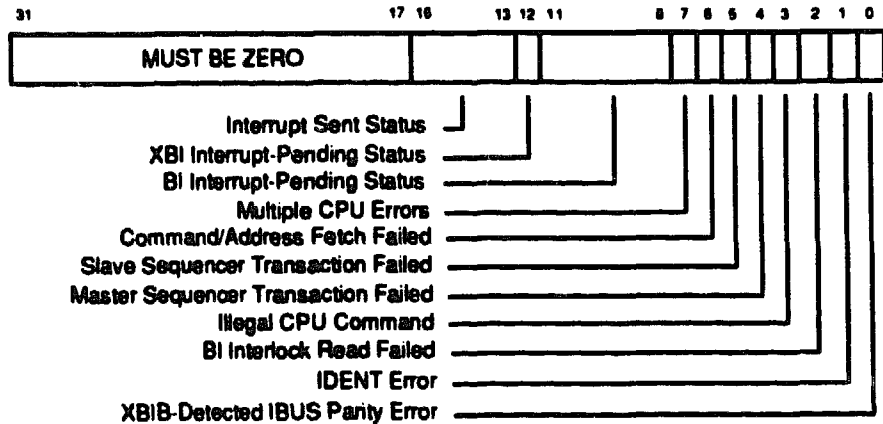 31 17 16 13 12 11 8 7 6 5 4 3 2 1 0
MUST BE ZERO
Interrupt Sent Status
XBI Interrupt-Pending Status
BI Interrupt-Pending Status
Multiple CPU Errors
Command/Address Fetch Failed
Slave Sequencer Transaction Failed
Master Sequencer Transaction Failed
Illegal CPU Command
BI Interlock Read Failed
IDENT Error
XBIB-Detected IBUS Parity Error